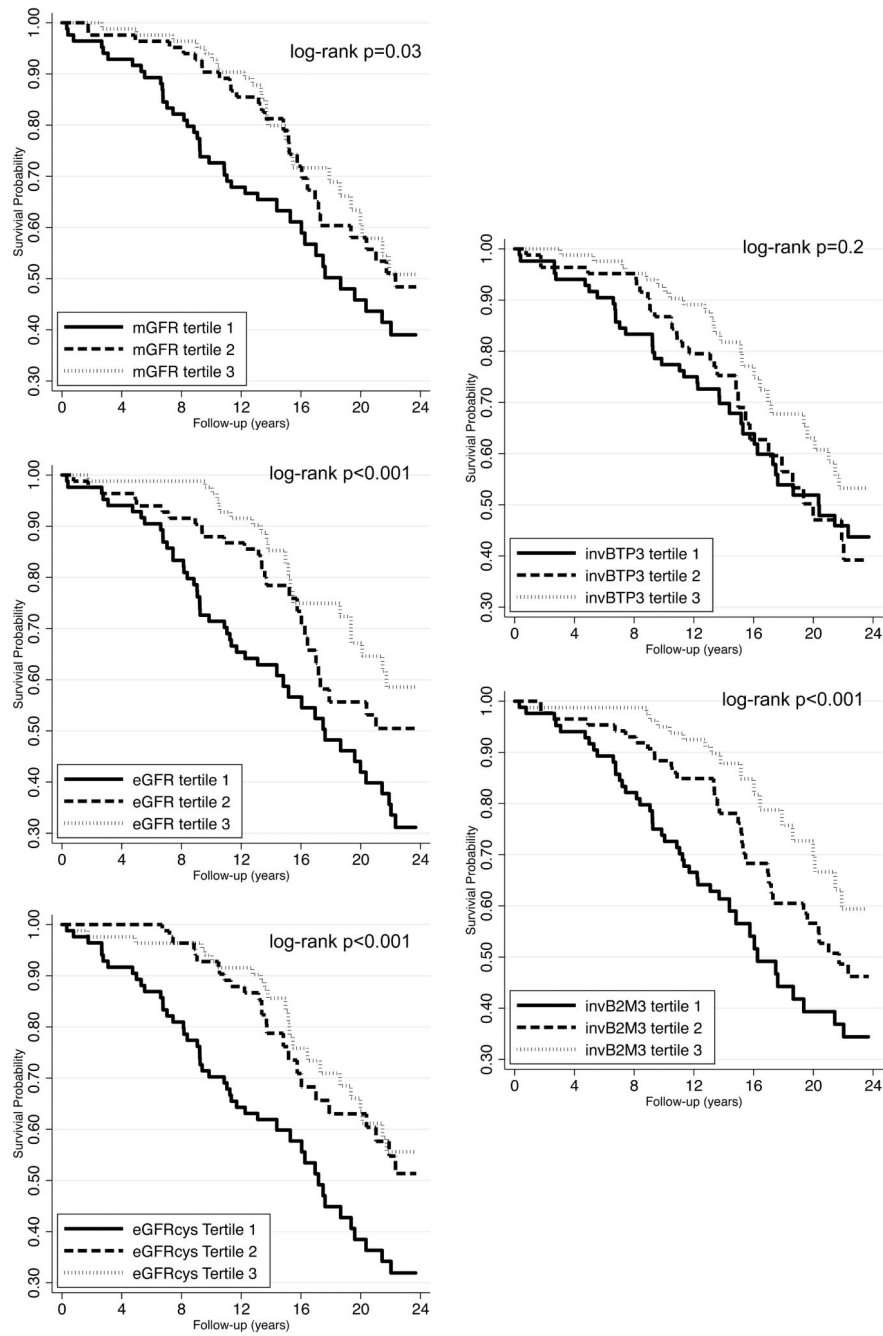 1.00
0.90
0.80
0.70
0.60
0.50
0.40
0.30
Survivial Probability
log-rank p=0.03
mGFR tertile 1
mGFR tertile 2
mGFR tertile 3
0 4 8 12 16 20 24
Follow-up (years)
1.00
0.90
0.80
0.70
0.60
0.50
0.40
0.30
Survivial Probability
log-rank p<0.001
eGFR tertile 1
eGFR tertile 2
eGFR tertile 3
0 4 8 12 16 20 24
Follow-up (years)
1.00
0.90
0.80
0.70
0.60
0.50
0.40
0.30
Survivial Probability
log-rank p<0.001
eGFRcys Tertile 1
eGFRcys Tertile 2
eGFRcys Tertile 3
0 4 8 12 16 20 24
Follow-up (years)
1.00
0.90
0.80
0.70
0.60
0.50
0.40
0.30
Survivial Probability
log-rank p=0.2
invBTP3 tertile 1
invBTP3 tertile 2
invBTP3 tertile 3
0 4 8 12 16 20 24
Follow-up (years)
1.00
0.90
0.80
0.70
0.60
0.50
0.40
0.30
Survivial Probability
log-rank p<0.001
invB2M3 tertile 1
invB2M3 tertile 2
invB2M3 tertile 3
0 4 8 12 16 20 24
Follow-up (years)